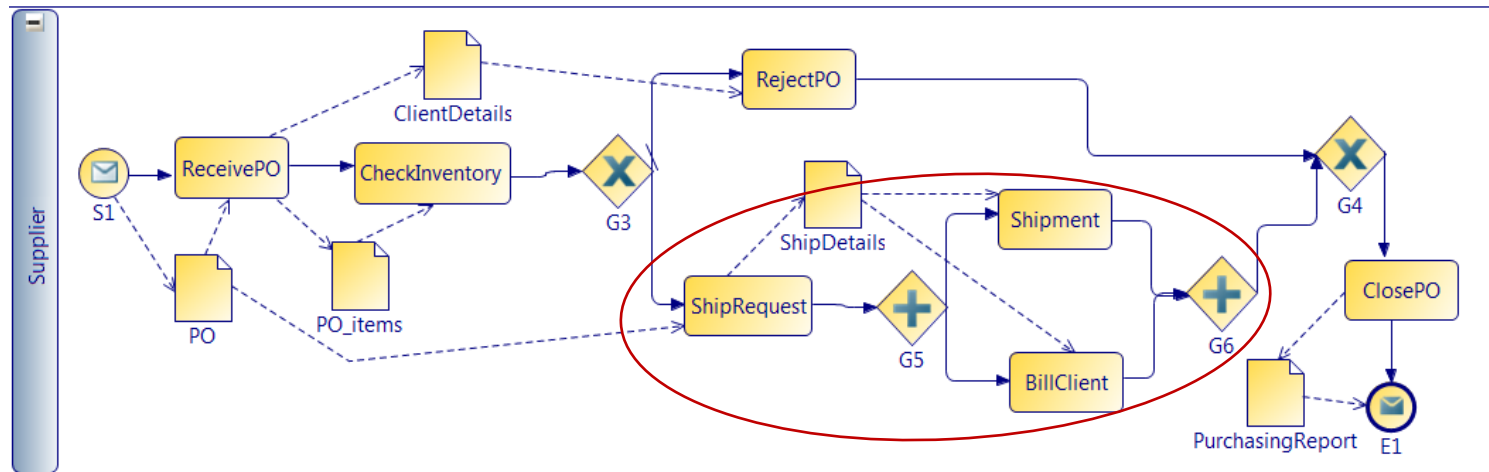 Supplier
S1
ReceivePO
PO
ClientDetails
CheckInventory
PO_items
G3
RejectPO
ShipDetails
ShipRequest
G5
Shipment
BillClient
G6
G4
ClosePO
PurchasingReport
E1